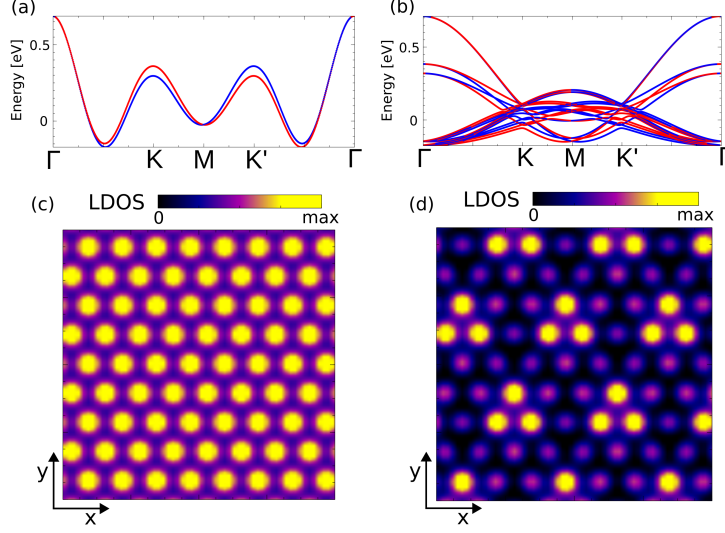 (a)
Energy [eV]
0.5
0
Γ K M K' Γ
(b)
Energy [eV]
0.5
0
Γ K M K' Γ
(c)
LDOS
0 max
y
x
(d)
LDOS
0 max
y
x